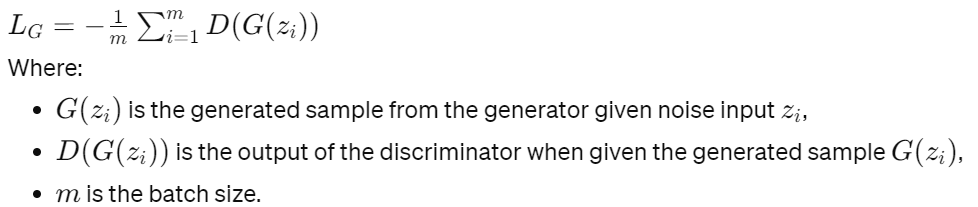 $L_G = -\frac{1}{m} \sum_{i=1}^{m} D(G(z_i))$
Where:
• $G(z_i)$ is the generated sample from the generator given noise input $z_i$,
• $D(G(z_i))$ is the output of the discriminator when given the generated sample $G(z_i)$,
• $m$ is the batch size.